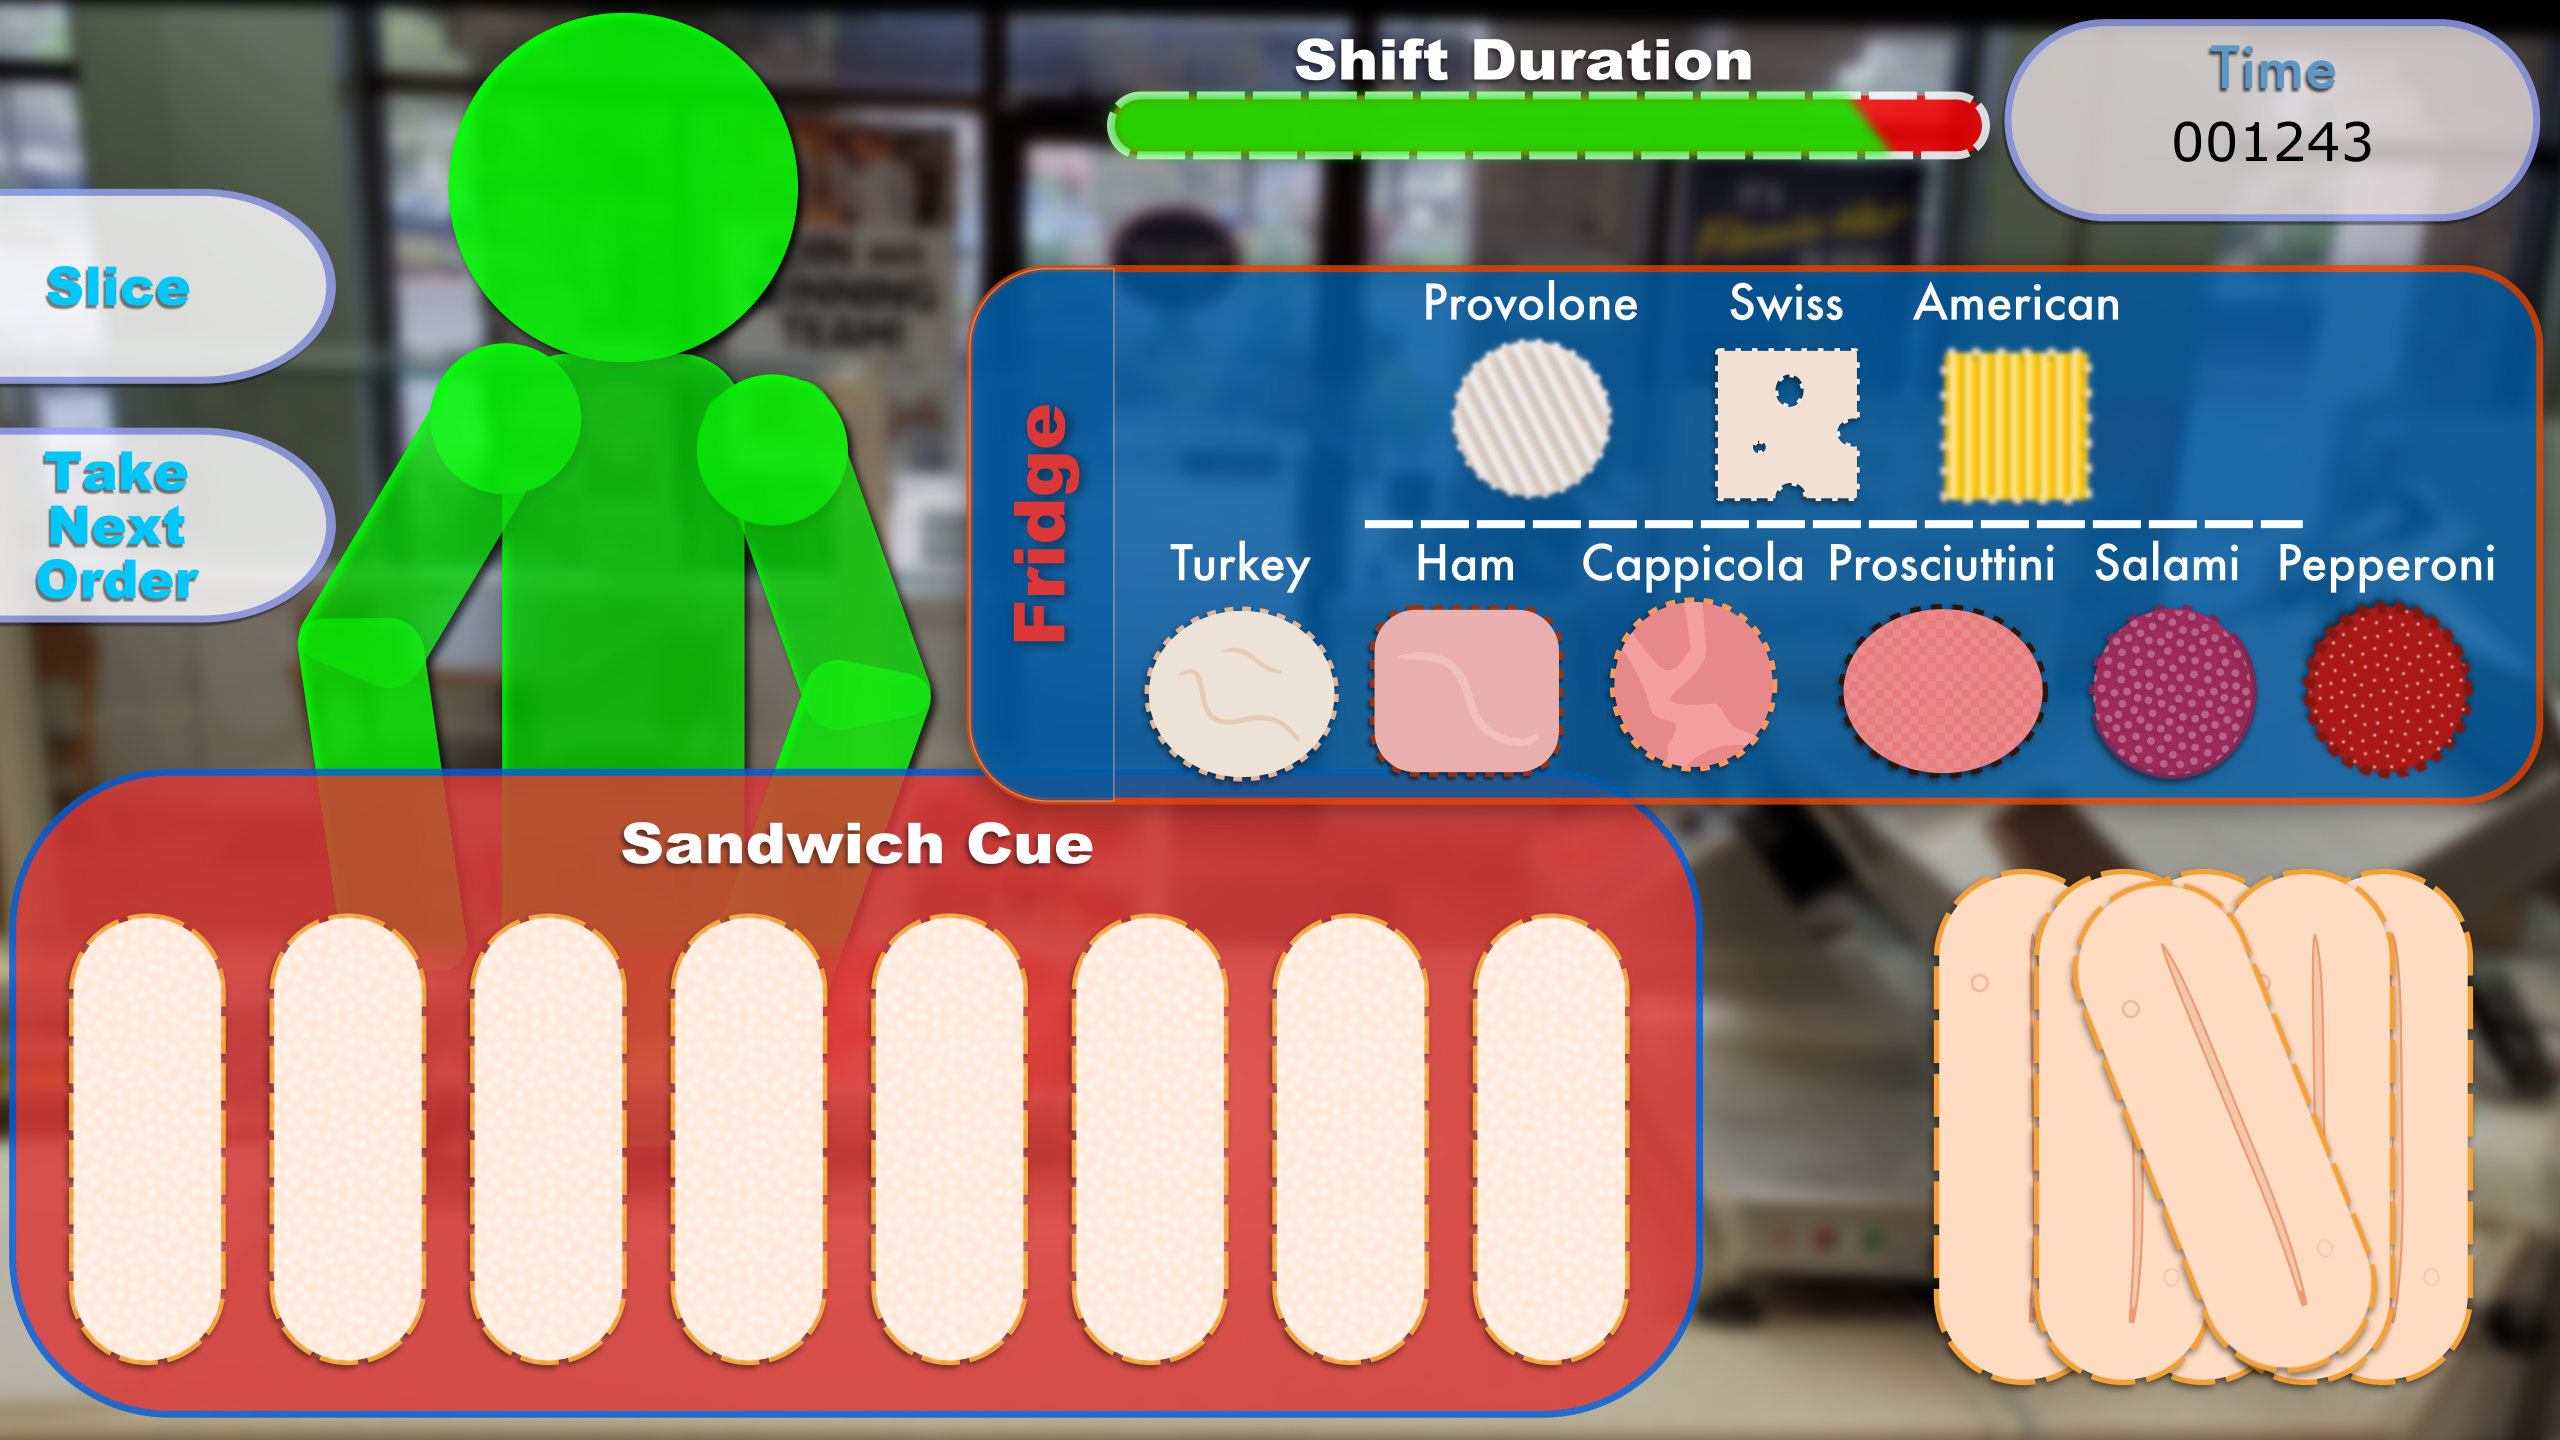 Shift Duration
Time
001243
Slice
Take
Next
Order
Fridge
Provolone Swiss American
Turkey Ham Cappicola Prosciuttini Salami Pepperoni
Sandwich Cue
TEAM!